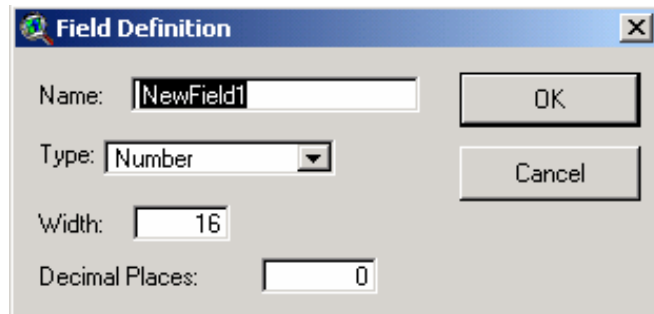 Field Definition
Name: NewField1
OK
Type: Number
Cancel
Width: 16
Decimal Places: 0